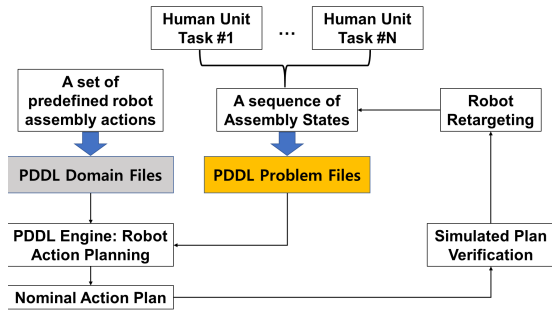 Human Unit
Task #1
...
Human Unit
Task #N
A set of
predefined robot
assembly actions
A sequence of
Assembly States
Robot
Retargeting
PDDL Domain Files
PDDL Problem Files
PDDL Engine: Robot
Action Planning
Simulated Plan
Verification
Nominal Action Plan